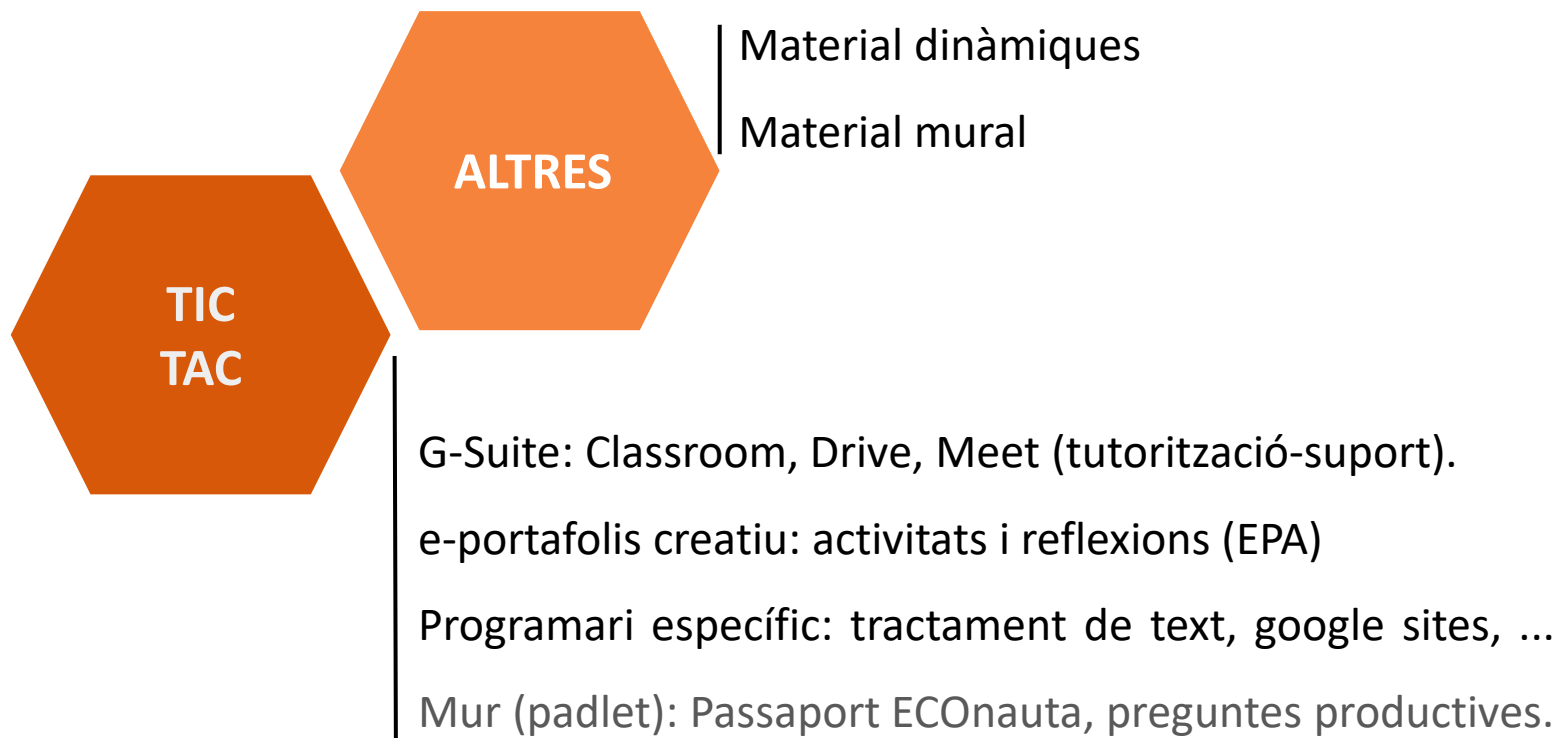 Material dinàmiques
Material mural
ALTRES
TIC
TAC
G-Suite: Classroom, Drive, Meet (tutorització-suport).
e-portafolis creatiu: activitats i reflexions (EPA)
Programari específic: tractament de text, google sites, ...
Mur (padlet): Passaport ECOnauta, preguntes productives.